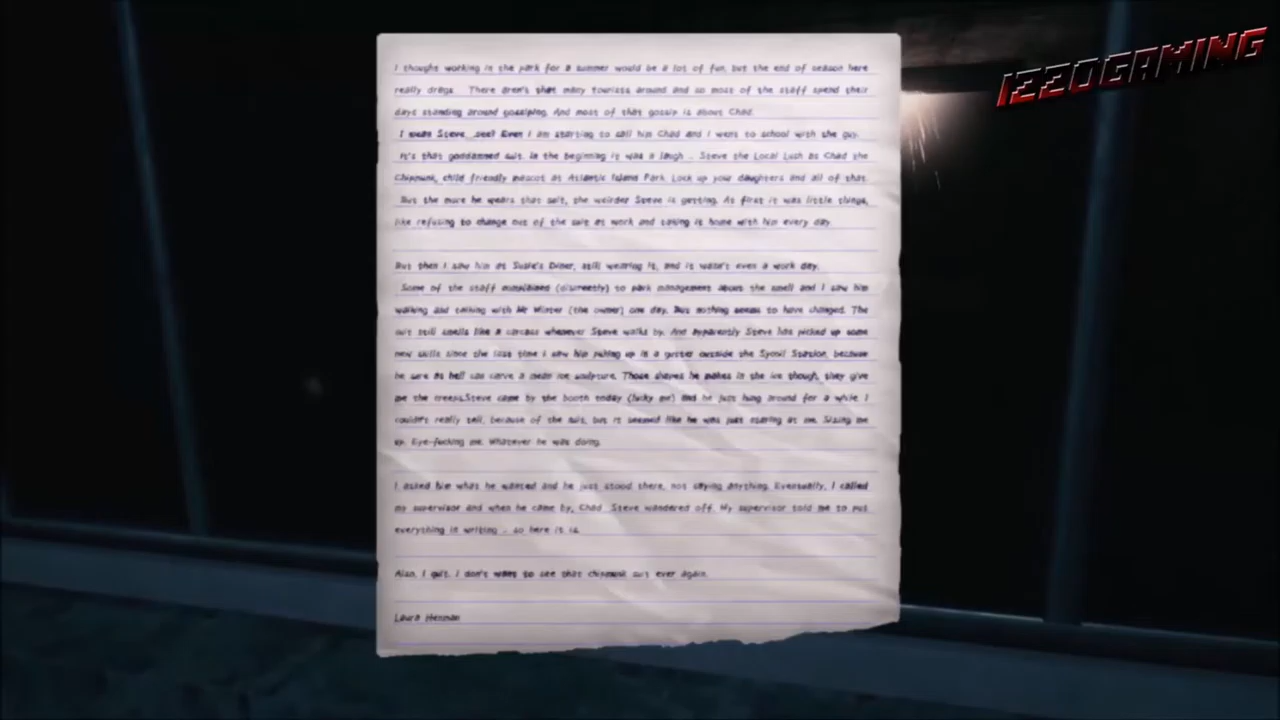 I thought working in the park for a summer would be a lot of fun, but the end of season here
really drags. There aren't that many tourists around and so most of the staff spend their
days standing around gossiping. And most of that gossip is about Chad.
I mean Steve...see? Even I am starting to call him Chad and I went to school with the guy.
It's that goddamned suit. In the beginning it was a laugh .. Steve the Local Lush as Chad the
Chipmunk, child friendly mascot at Atlantic Island Park. Lock up your daughters and all of that.
But the more he wears that suit, the weirder Steve is getting. At first it was little things,
like refusing to change out of the suit at work and taking it home with him every day.
But then I saw him at Susie's Diner, still wearing it, and it wasn't even a work day.
Some of the staff complained (discreetly) to park management about the smell and I saw him
walking and talking with Mr Winter (the owner) one day. But nothing seems to have changed. The
suit still smells like a carcass whenever Steve walks by. And apparently Steve has picked up some
new skills since the last time I saw him puking up in a gutter outside the Sybil Station, because
he sure as hell can carve a mean ice sculpture. Those shapes he makes in the ice though, they give
me the creeps.Steve came by the booth today (lucky me) and he just hung around for a while. I
couldn't really tell, because of the suit, but it seemed like he was just staring at me. Sizing me
up. Eye-fucking me. Whatever he was doing.
I asked him what he wanted and he just stood there, not saying anything. Eventually, I called
my supervisor and when he came by, Chad...Steve wandered off. My supervisor told me to put
everything in writing .. so here it is.
Also, I quit. I don't want to see that chipmunk suit ever again.
Laura
IZZOGAMING